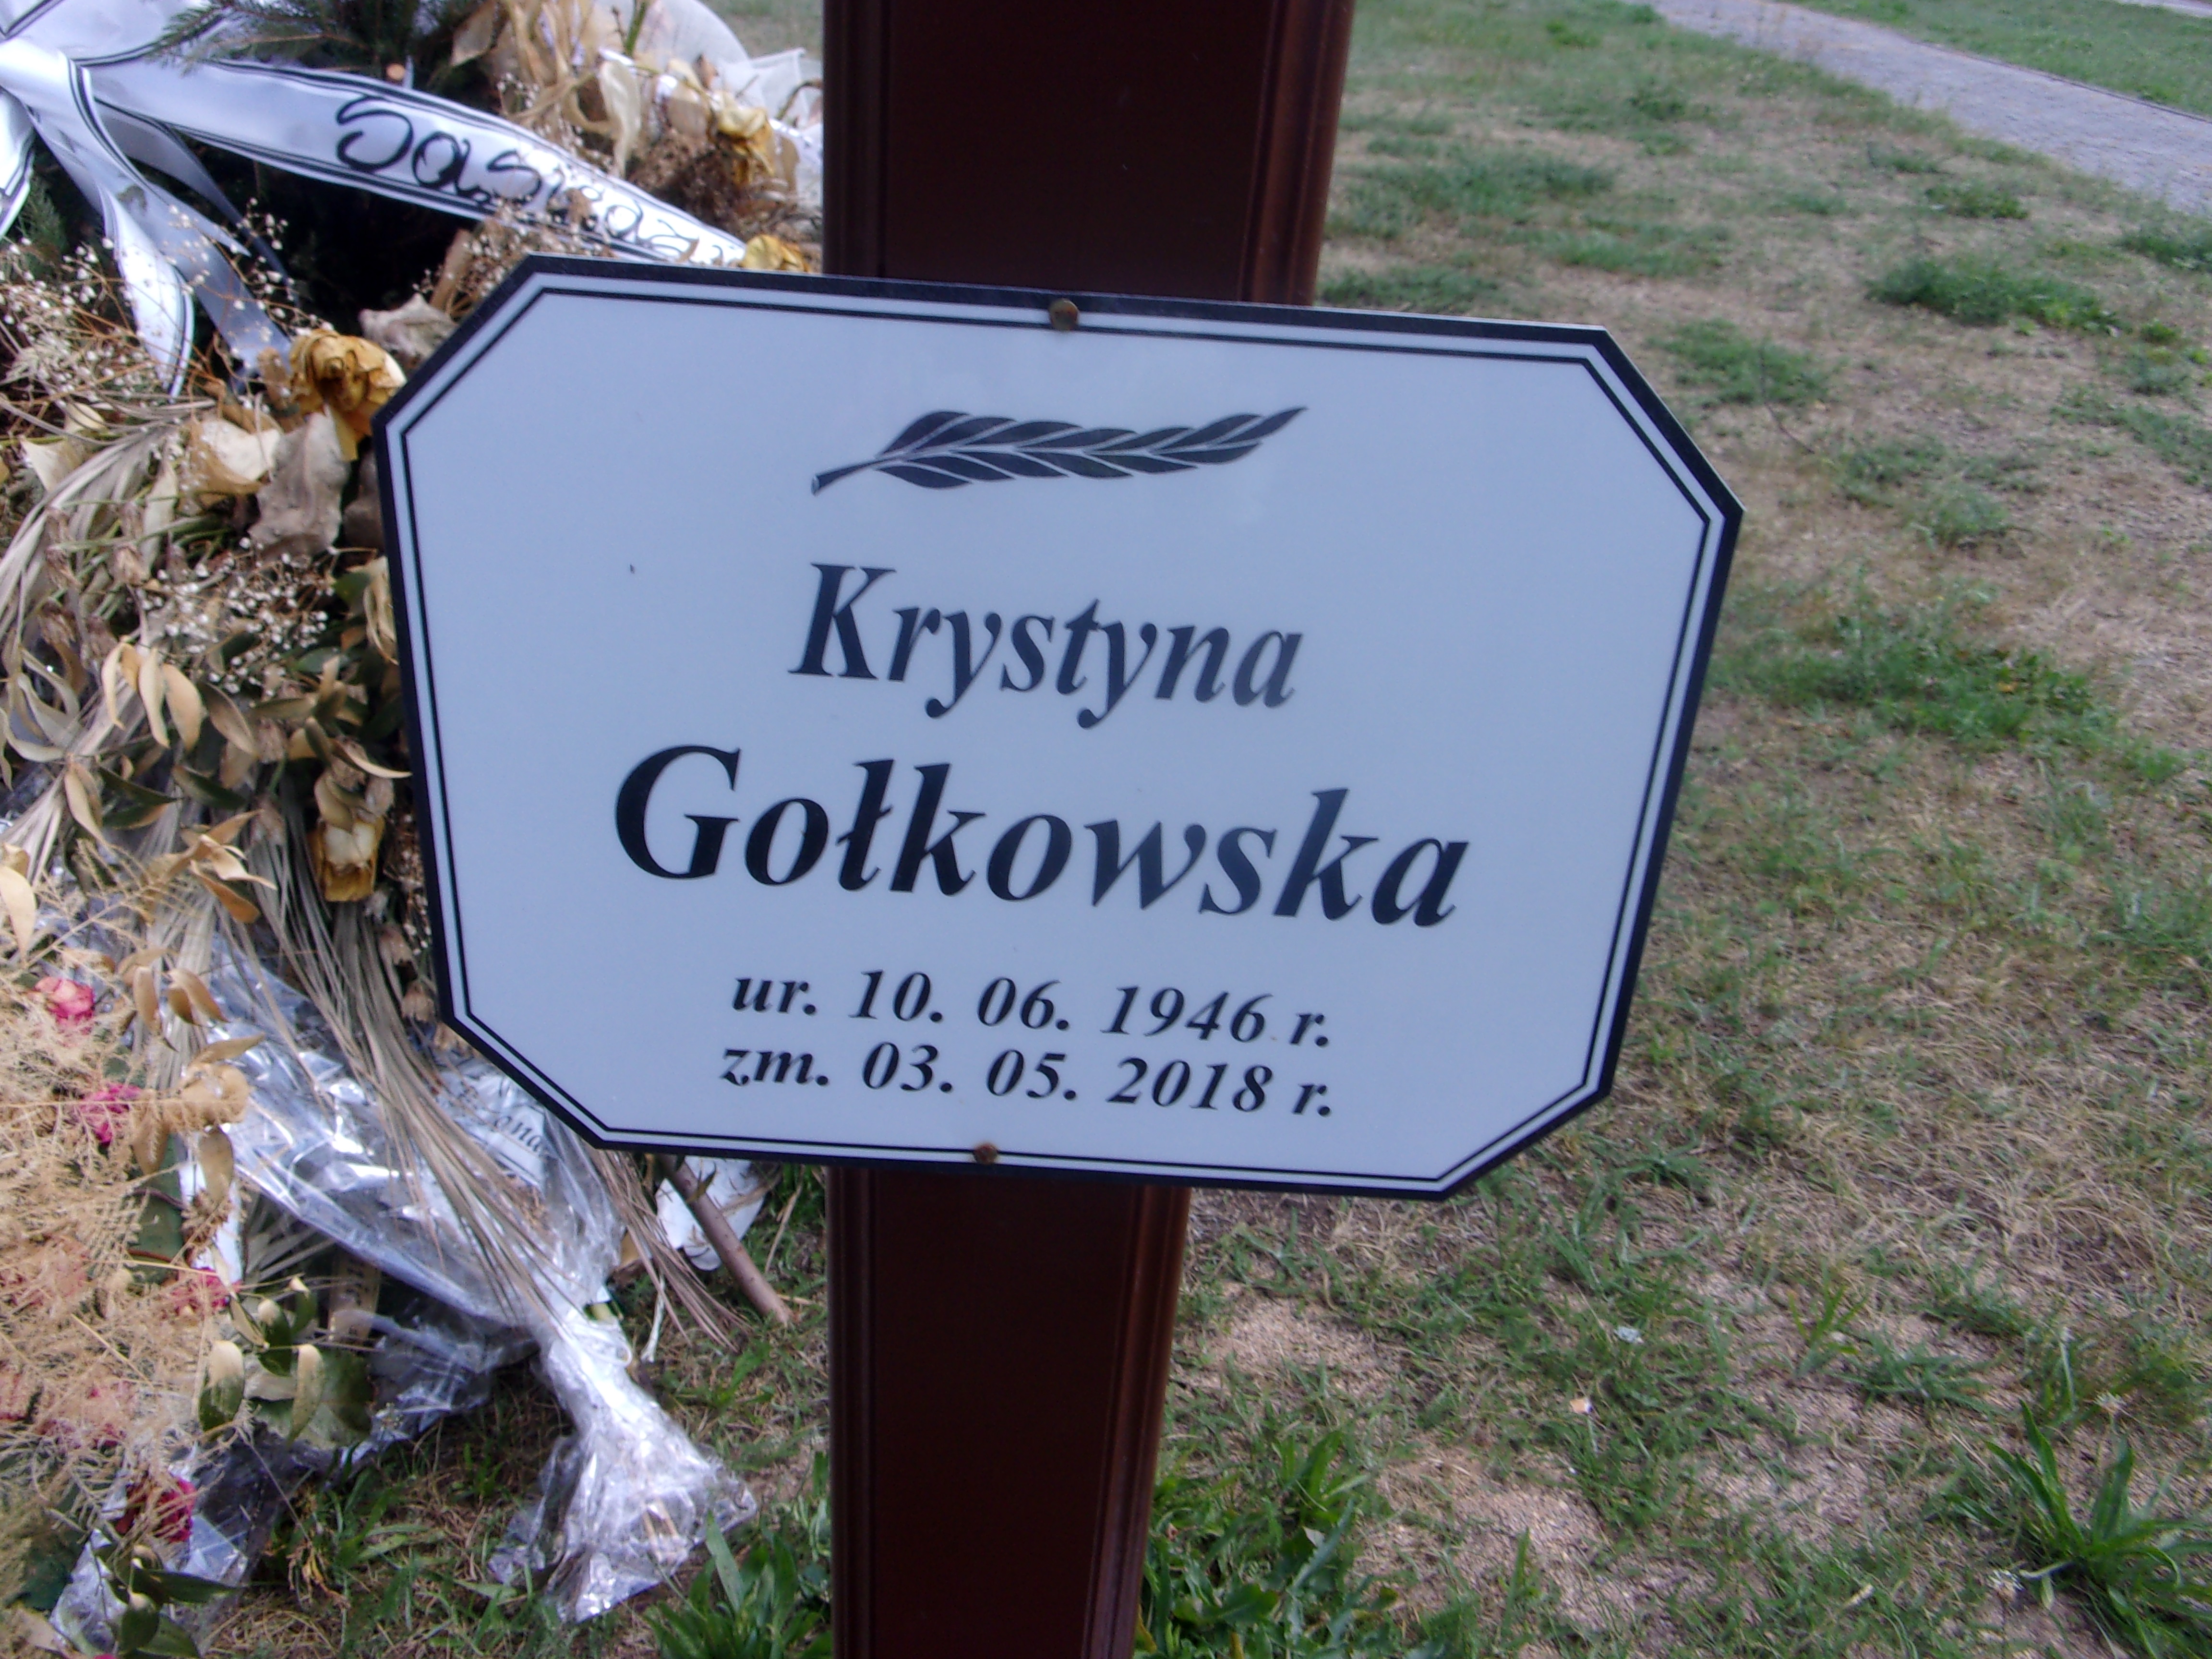 Krystyna
Gołkowska
ur. 10. 06. 1946 r.
zm. 03. 05. 2018 r.